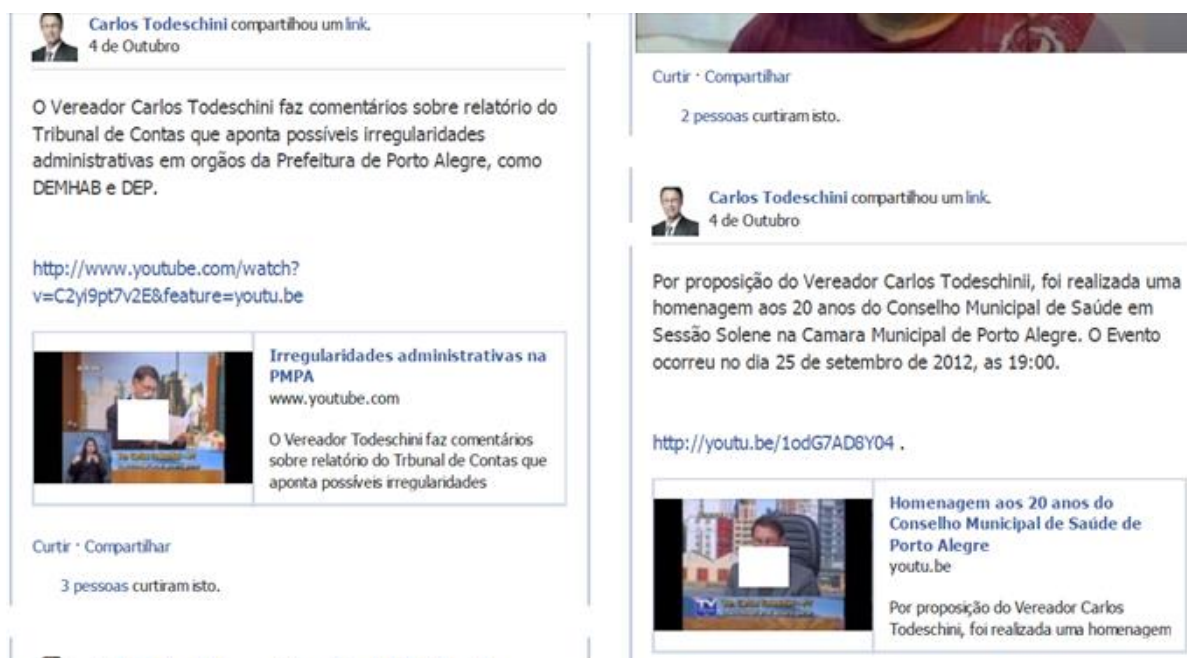 Carlos Todeschini compartilhou um link.
4 de Outubro
O Vereador Carlos Todeschini faz comentários sobre relatório do
Tribunal de Contas que aponta possíveis irregularidades
administrativas em orgãos da Prefeitura de Porto Alegre, como
DEMHAB e DEP.
http://www.youtube.com/watch?
v=C2yi9pt7v2E&feature=youtu.be
Irregularidades administrativas na
PMPA
www.youtube.com
O Vereador Todeschini faz comentários
sobre relatório do Trbunal de Contas que
aponta possíveis irregularidades
Curtir · Compartilhar
3 pessoas curtiram isto.
Curtir · Compartilhar
2 pessoas curtiram isto.
Carlos Todeschini compartilhou um link.
4 de Outubro
Por proposição do Vereador Carlos Todeschinii, foi realizada uma
homenagem aos 20 anos do Conselho Municipal de Saúde em
Sessão Solene na Camara Municipal de Porto Alegre. O Evento
ocorreu no dia 25 de setembro de 2012, as 19:00.
http://youtu.be/1odG7AD8Y04 .
Homenagem aos 20 anos do
Conselho Municipal de Saúde de
Porto Alegre
youtu.be
Por proposição do Vereador Carlos
Todeschini, foi realizada uma homenagem
TV